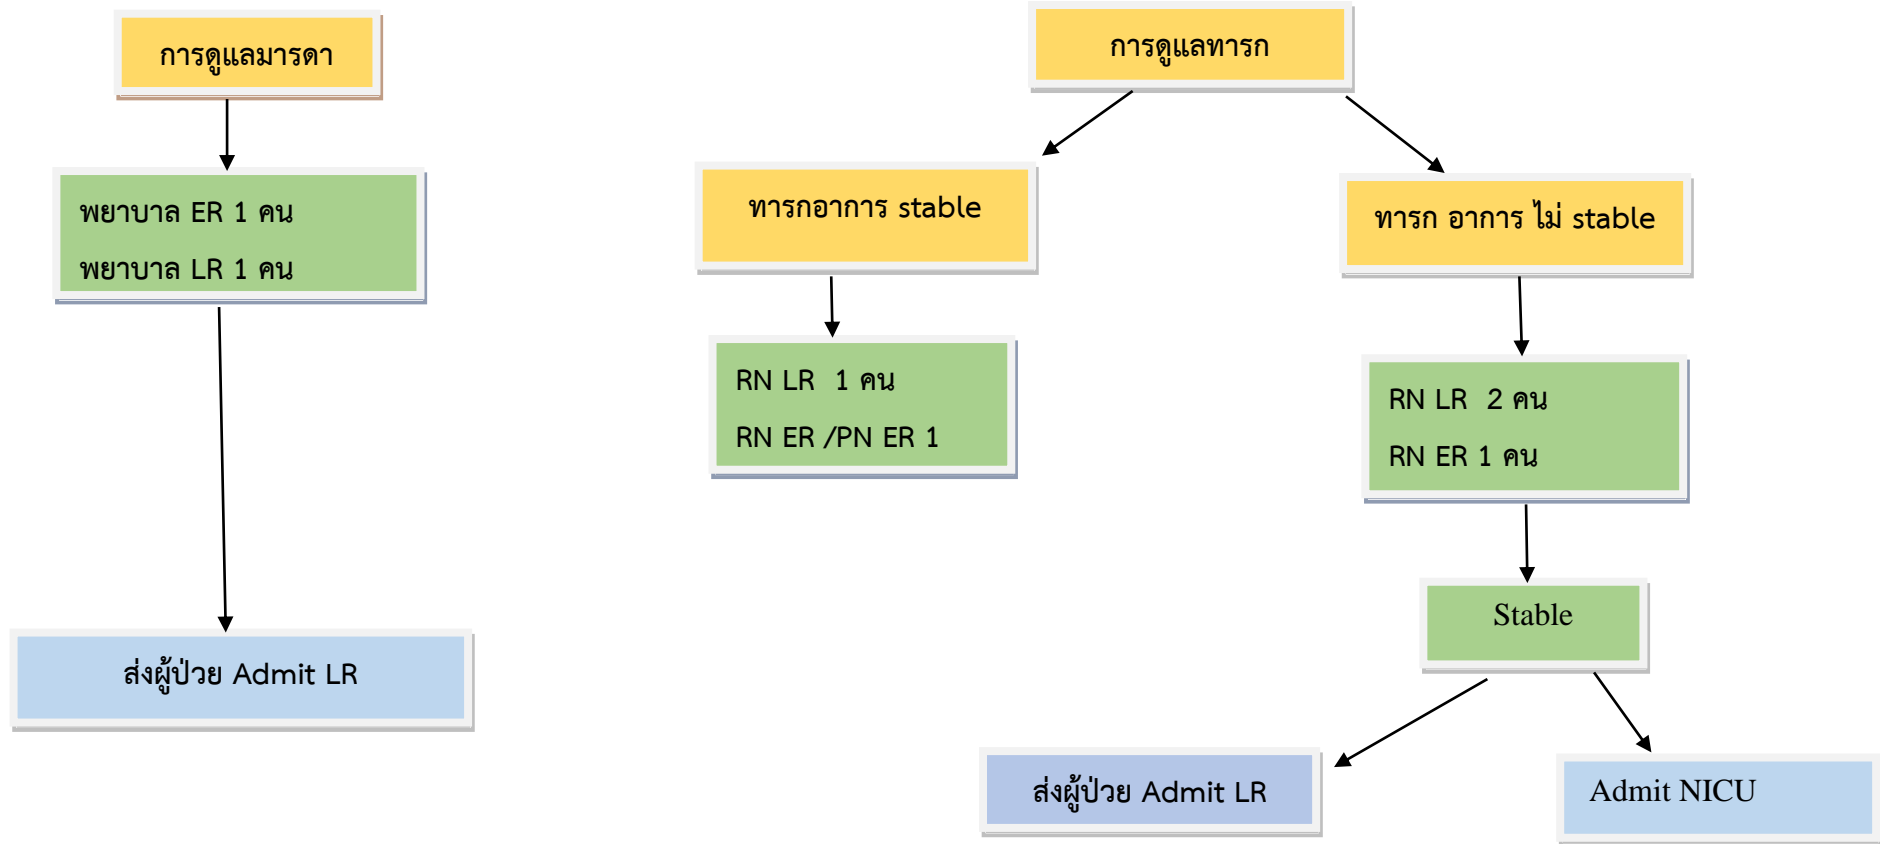 การดูแลมารดา
พยาบาล ER 1 คน
พยาบาล LR 1 คน
ส่งผู้ป่วย Admit LR
การดูแลทารก
ทารกอาการ stable
RN LR 1 คน
RN ER /PN ER 1
ทารก อาการ ไม่ stable
RN LR 2 คน
RN ER 1 คน
Stable
ส่งผู้ป่วย Admit LR
Admit NICU